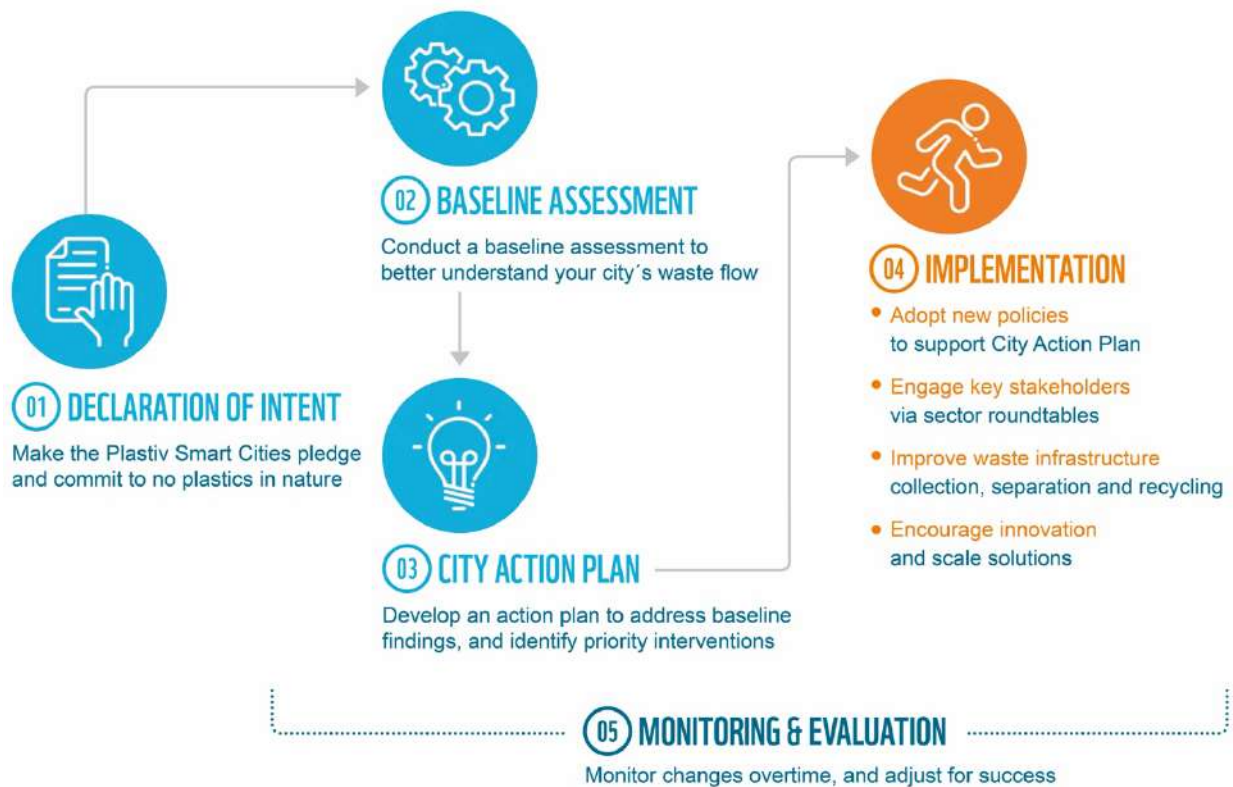 01 DECLARATION OF INTENT
Make the Plastiv Smart Cities pledge
and commit to no plastics in nature
02 BASELINE ASSESSMENT
Conduct a baseline assessment to
better understand your city´s waste flow
03 CITY ACTION PLAN
Develop an action plan to address baseline
findings, and identify priority interventions
04 IMPLEMENTATION
• Adopt new policies
to support City Action Plan
• Engage key stakeholders
via sector roundtables
• Improve waste infrastructure
collection, separation and recycling
• Encourage innovation
and scale solutions
05 MONITORING & EVALUATION
Monitor changes overtime, and adjust for success